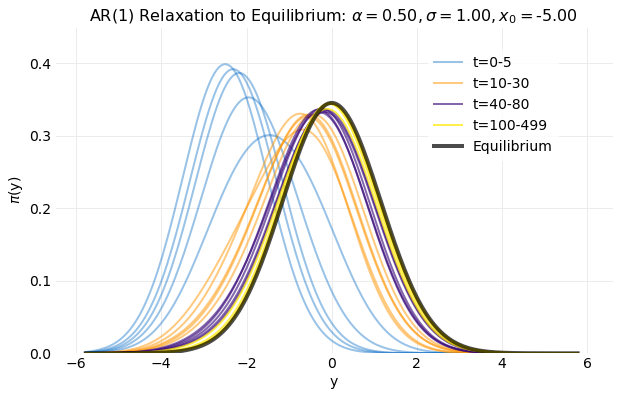 AR(1) Relaxation to Equilibrium: α = 0.50, σ = 1.00, x₀ = -5.00
π(y)
0.4
0.3
0.2
0.1
0.0
t=0-5
t=10-30
t=40-80
t=100-499
Equilibrium
−6 −4 −2 0 2 4 6
y